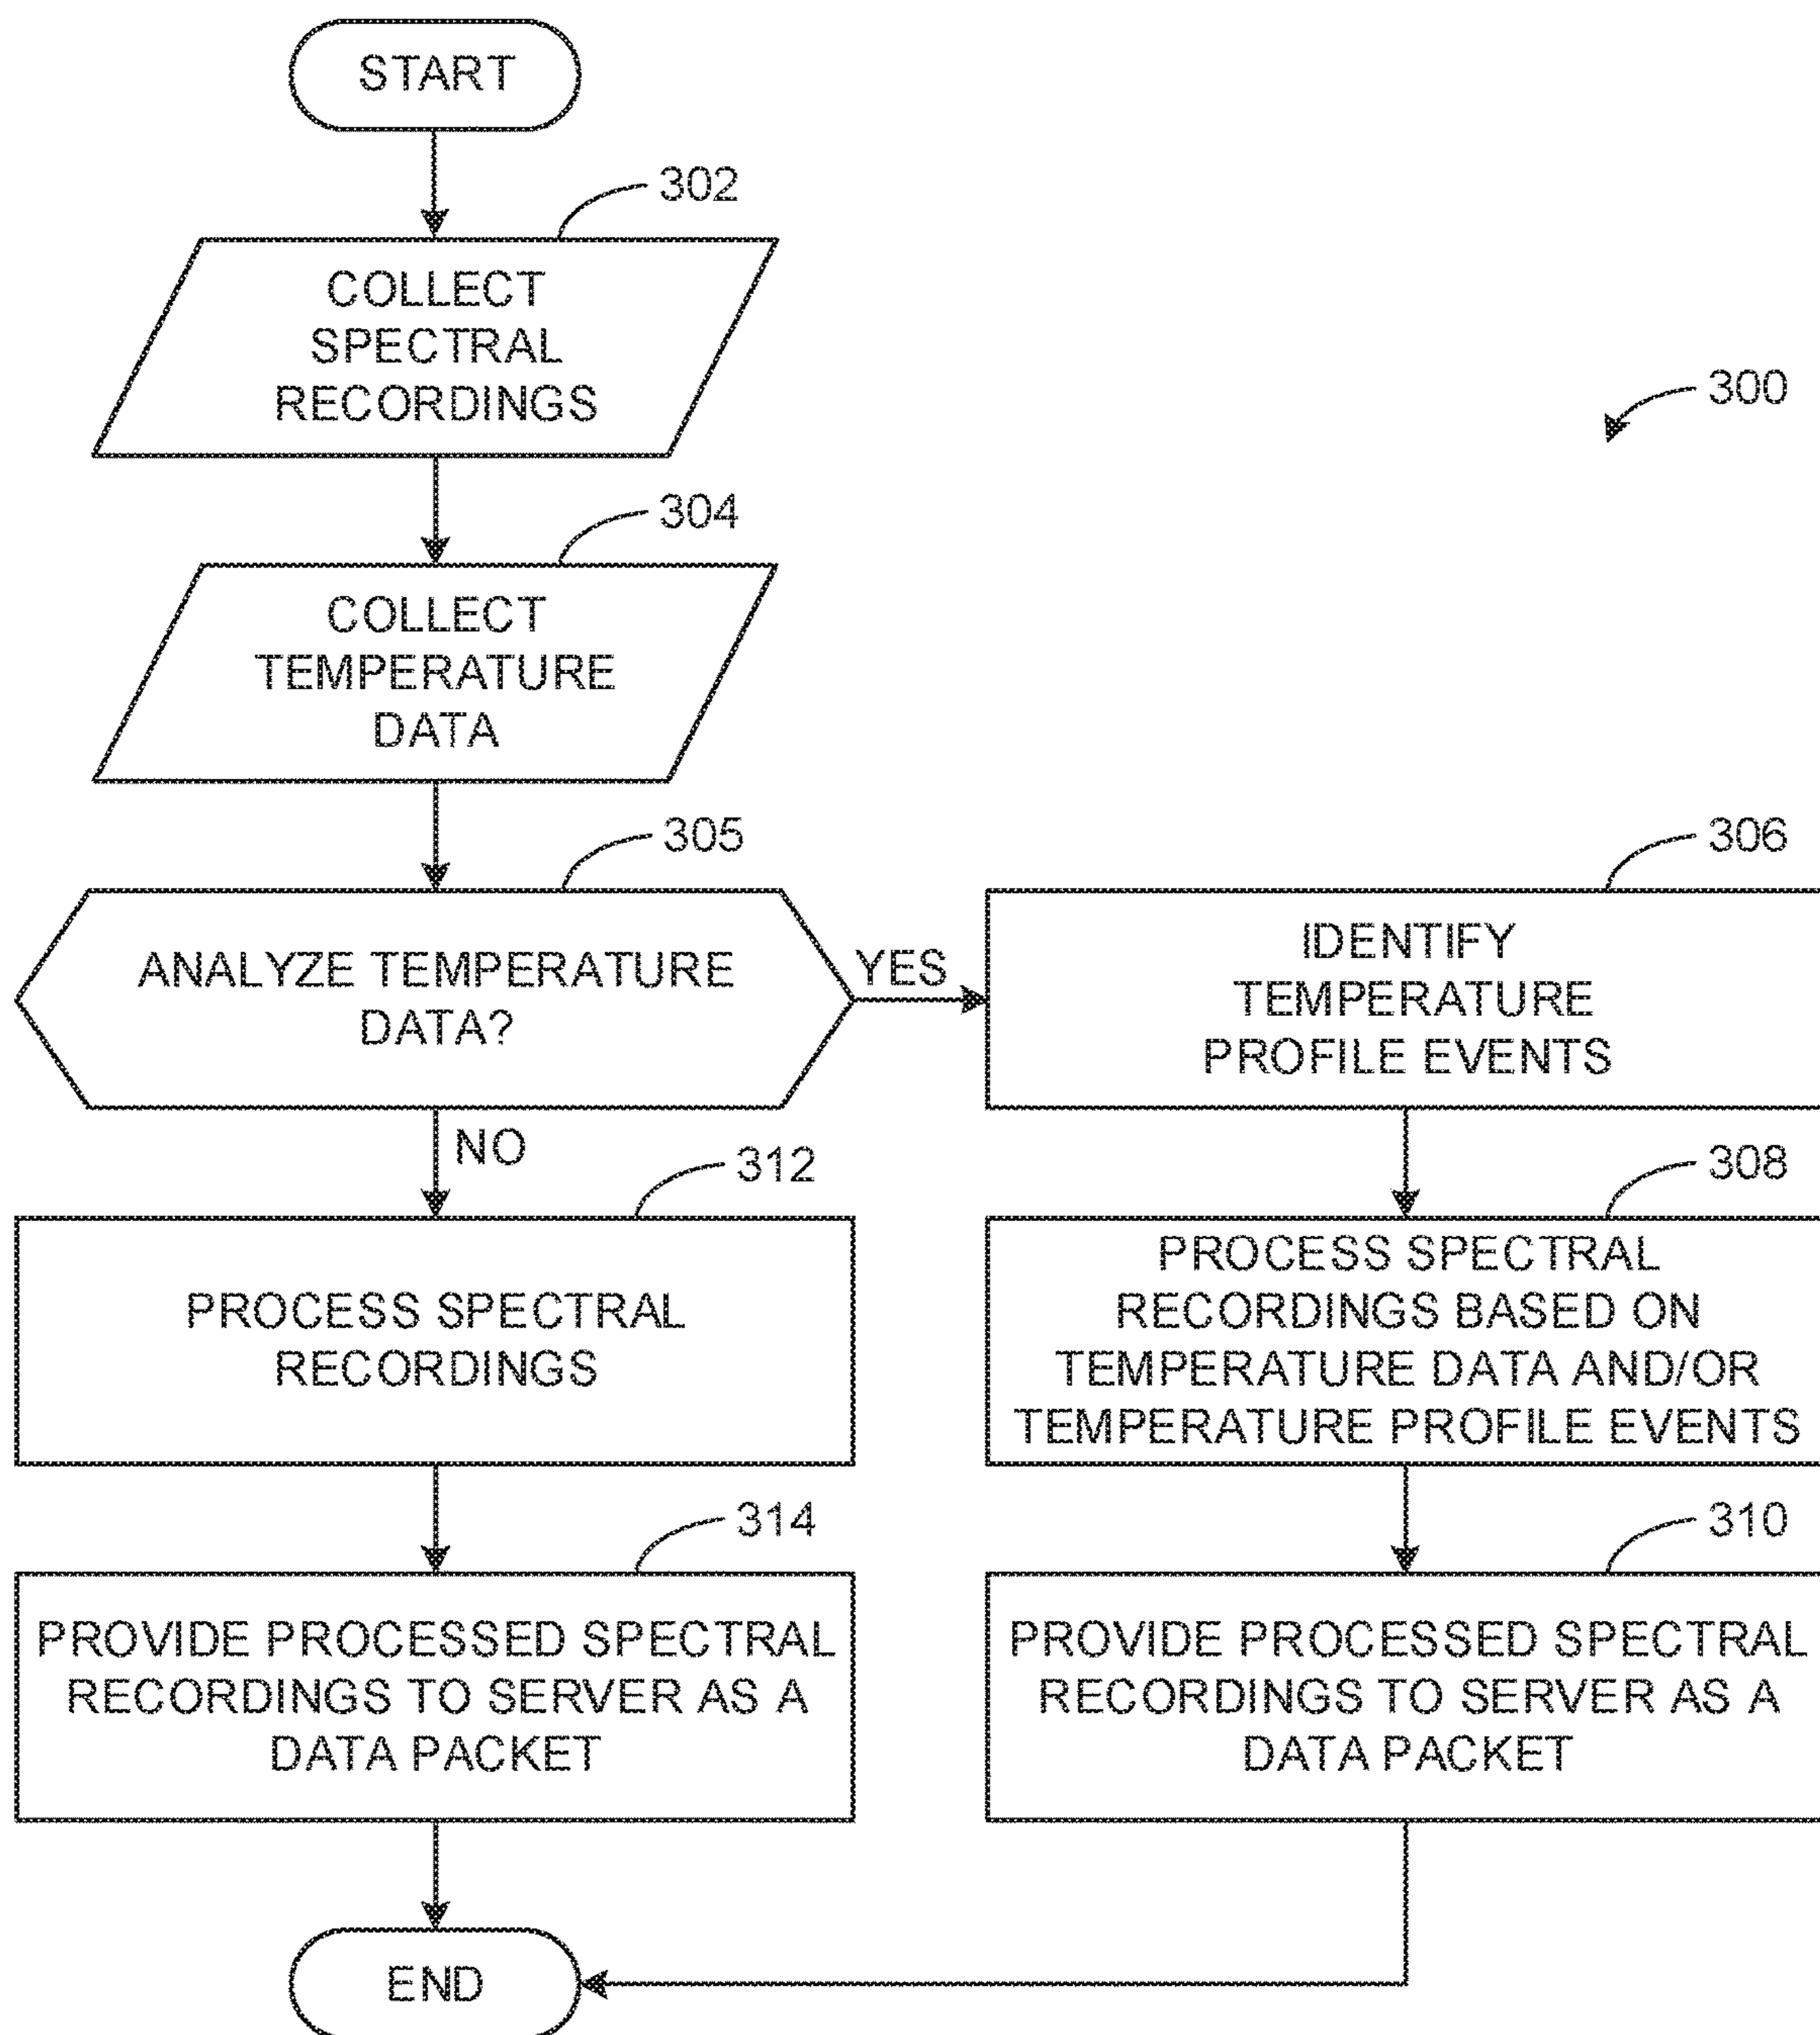 START
302
COLLECT
SPECTRAL
RECORDINGS
300
304
COLLECT
TEMPERATURE
DATA
305
ANALYZE TEMPERATURE
DATA?
YES
306
IDENTIFY
TEMPERATURE
PROFILE EVENTS
NO
312
PROCESS SPECTRAL
RECORDINGS
308
PROCESS SPECTRAL
RECORDINGS BASED ON
TEMPERATURE DATA AND/OR
TEMPERATURE PROFILE EVENTS
314
PROVIDE PROCESSED SPECTRAL
RECORDINGS TO SERVER AS A
DATA PACKET
310
PROVIDE PROCESSED SPECTRAL
RECORDINGS TO SERVER AS A
DATA PACKET
END